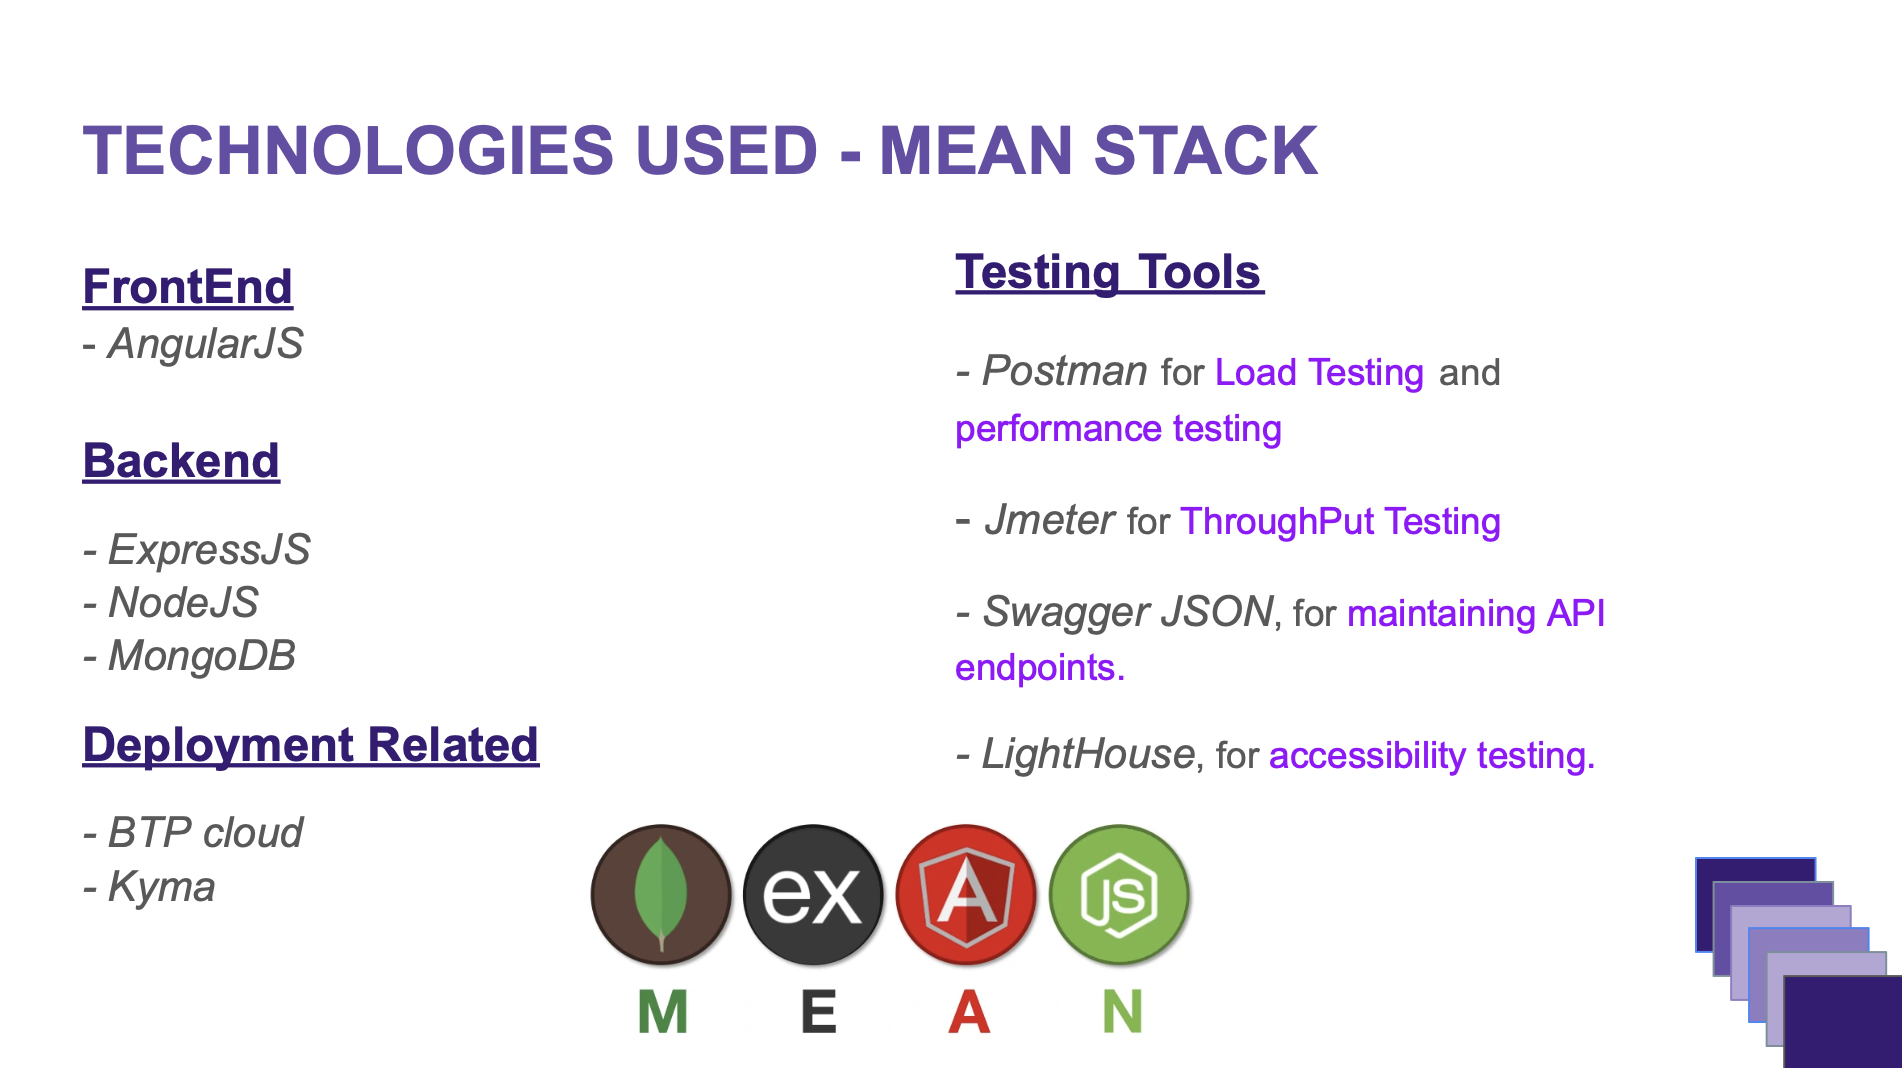 TECHNOLOGIES USED - MEAN STACK
FrontEnd
- AngularJS
Backend
- ExpressJS
- NodeJS
- MongoDB
Deployment Related
- BTP cloud
- Kyma
Testing Tools
- Postman for Load Testing and
performance testing
- Jmeter for ThroughPut Testing
- Swagger JSON, for maintaining API
endpoints.
- LightHouse, for accessibility testing.
ex A JS
M E A N